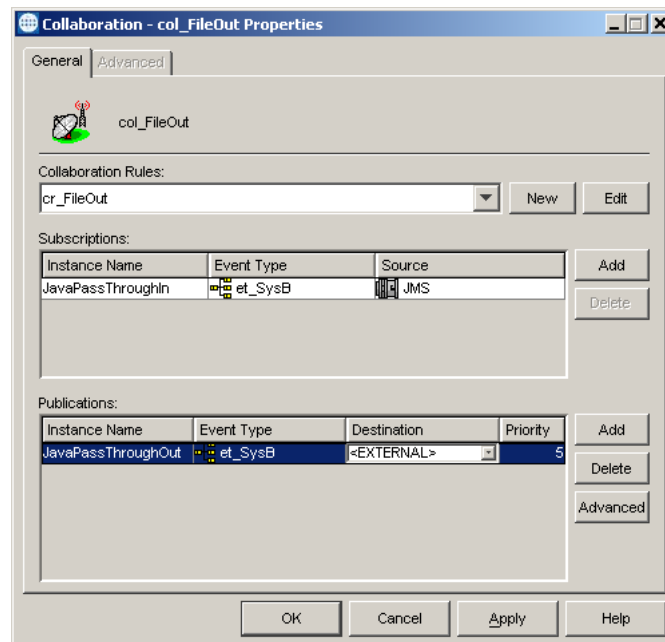 Collaboration - col_FileOut Properties
General Advanced
col_FileOut
Collaboration Rules:
cr_FileOut New Edit
Subscriptions:
Instance Name Event Type Source Add
JavaPassThroughIn et_SysB JMS
Delete
Publications:
Instance Name Event Type Destination Priority Add
JavaPassThroughOut et_SysB <EXTERNAL> 5
Delete
Advanced
OK Cancel Apply Help